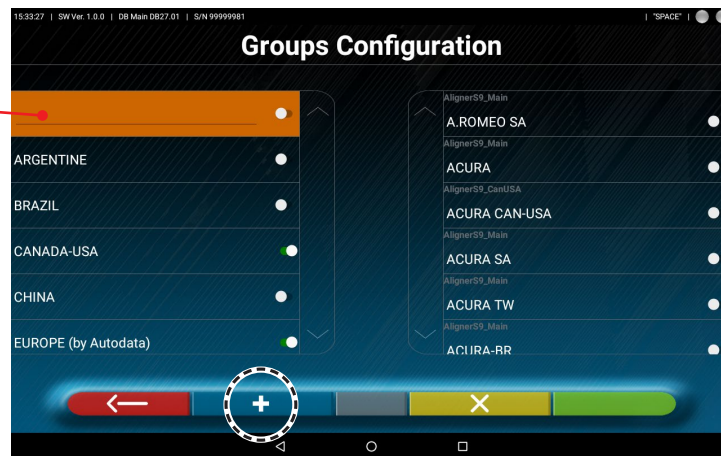 15:33:27 | SW Ver. 1.0.0 | DB Main DB27.01 | S/N 99999981 | "SPACE" |
Groups Configuration
ARGENTINE
BRAZIL
CANADA-USA
CHINA
EUROPE (by Autodata)
AlignerS9_Main
A.ROMEO SA
AlignerS9_Main
ACURA
AlignerS9_CanUSA
ACURA CAN-USA
AlignerS9_Main
ACURA SA
AlignerS9_Main
ACURA TW
AlignerS9_Main
ACURA-BR